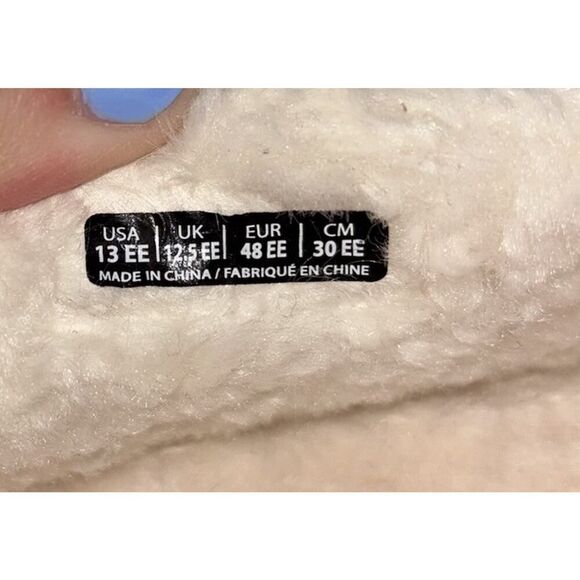 USA | UK | EUR | CM
13 EE | 12.5 EE | 48 EE | 30 EE
MADE IN CHINA / FABRIQUÉ EN CHINE